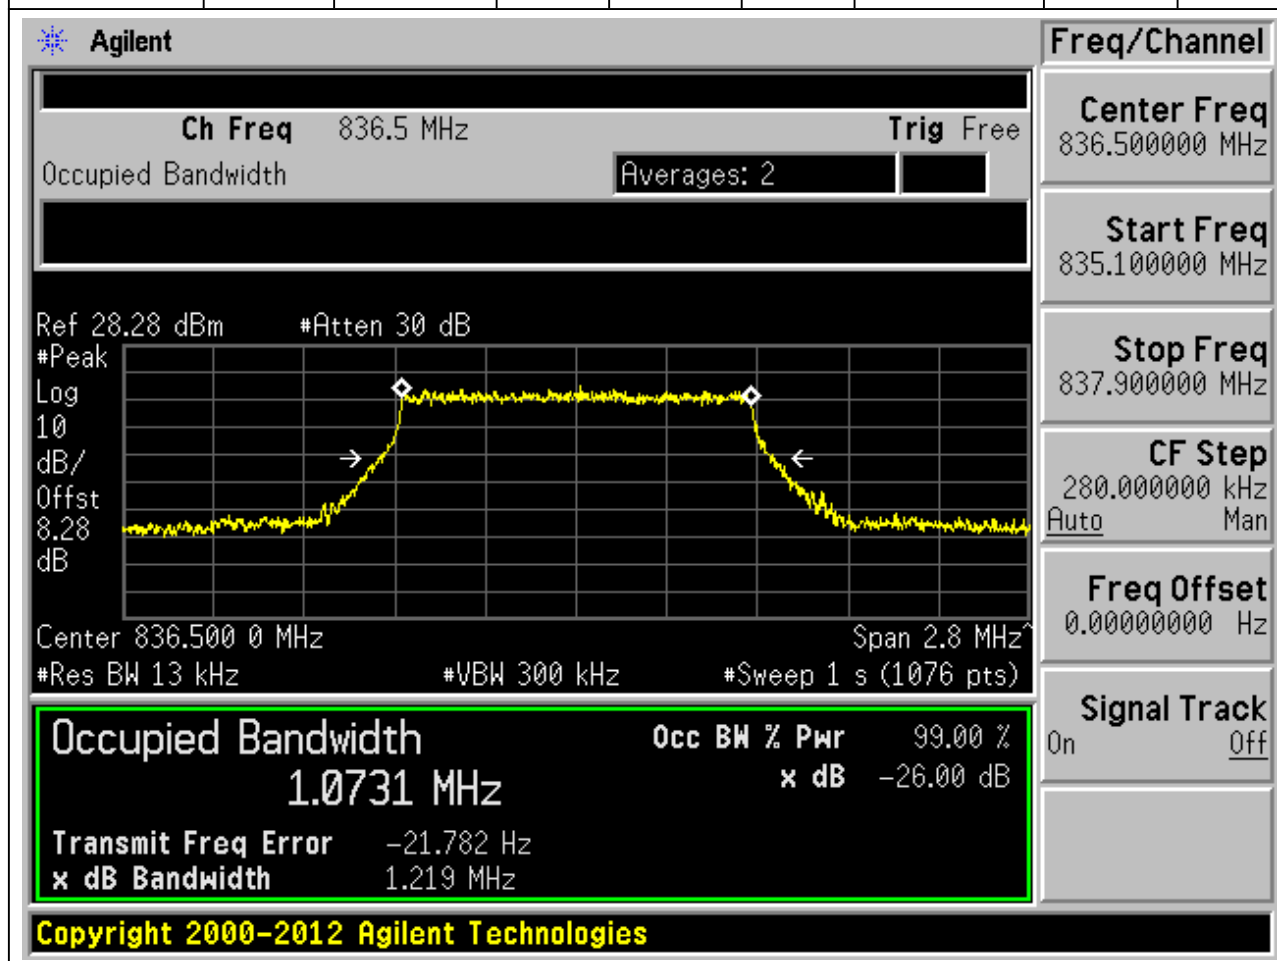 Agilent
Freq/Channel
Ch Freq 836.5 MHz Trig Free
Occupied Bandwidth Averages: 2
Center Freq
836.500000 MHz
Start Freq
835.100000 MHz
Stop Freq
837.900000 MHz
CF Step
280.000000 kHz
Auto Man
Freq Offset
0.00000000 Hz
Signal Track
On Off
Ref 28.28 dBm #Atten 30 dB
#Peak
Log
10
dB/
Offst
8.28
dB
Center 836.500 0 MHz Span 2.8 MHz^
#Res BW 13 kHz #VBW 300 kHz #Sweep 1 s (1076 pts)
Occupied Bandwidth Occ BW % Pwr 99.00 %
1.0731 MHz x dB -26.00 dB
Transmit Freq Error -21.782 Hz
x dB Bandwidth 1.219 MHz
Copyright 2000-2012 Agilent Technologies